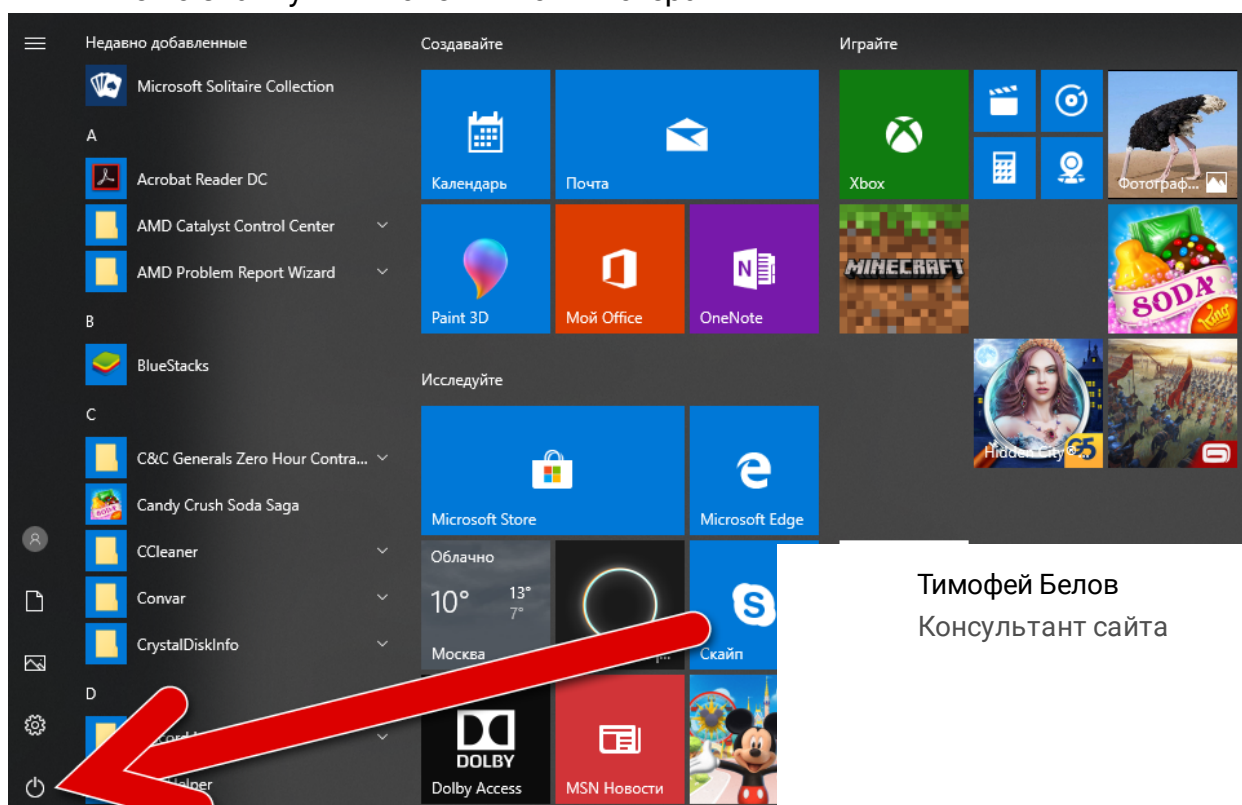 Недавно добавленные
Microsoft Solitaire Collection
A
Acrobat Reader DC
AMD Catalyst Control Center
AMD Problem Report Wizard
B
BlueStacks
C
C&C Generals Zero Hour Contra...
Candy Crush Soda Saga
CCleaner
Convar
CrystalDiskInfo
D
Создавайте
Календарь
Почта
Paint 3D
Мой Office
OneNote
Исследуйте
Microsoft Store
Microsoft Edge
Облачно
10° 13°
7°
Москва
Скайп
DOLBY
Dolby Access
MSN Новости
Играйте
Xbox
Фотограф...
MINECRAFT
SODA
King
Hidden City®...
G5
Тимофей Белов
Консультант сайта